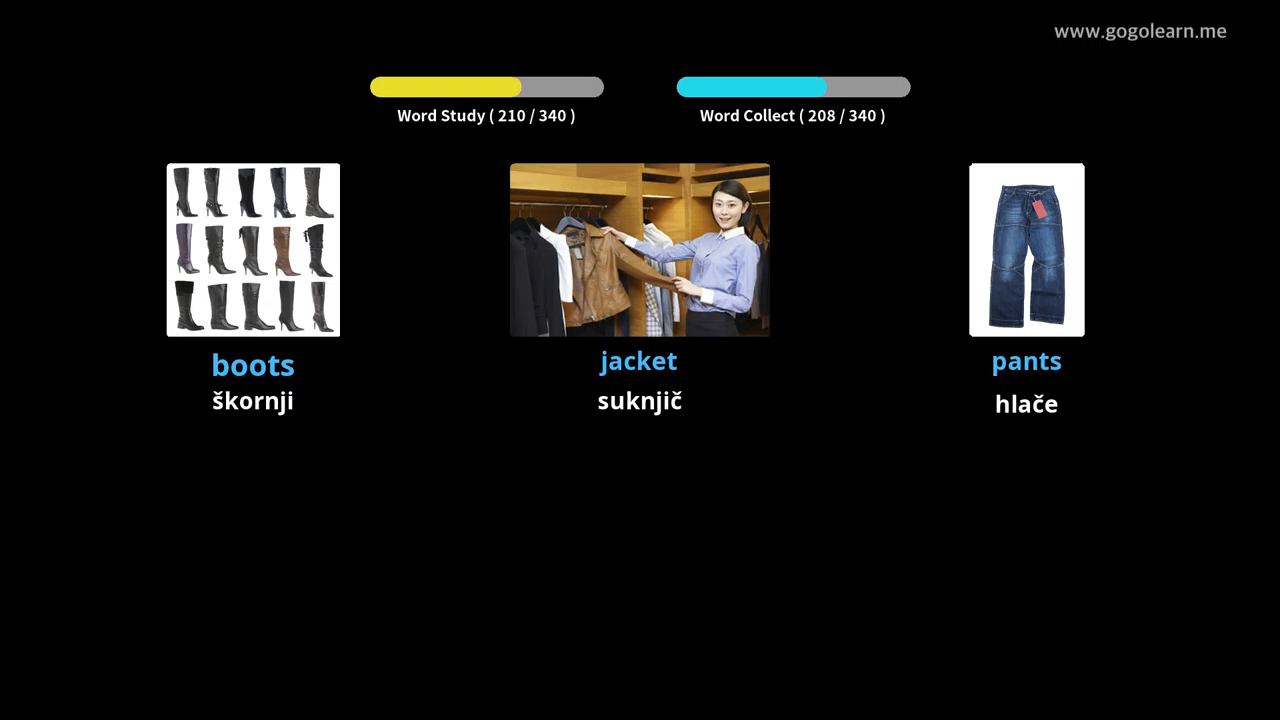 www.gogolearn.me
Word Study ( 210 / 340 )
Word Collect ( 208 / 340 )
boots
jacket
pants
škornji
suknjič
hlače